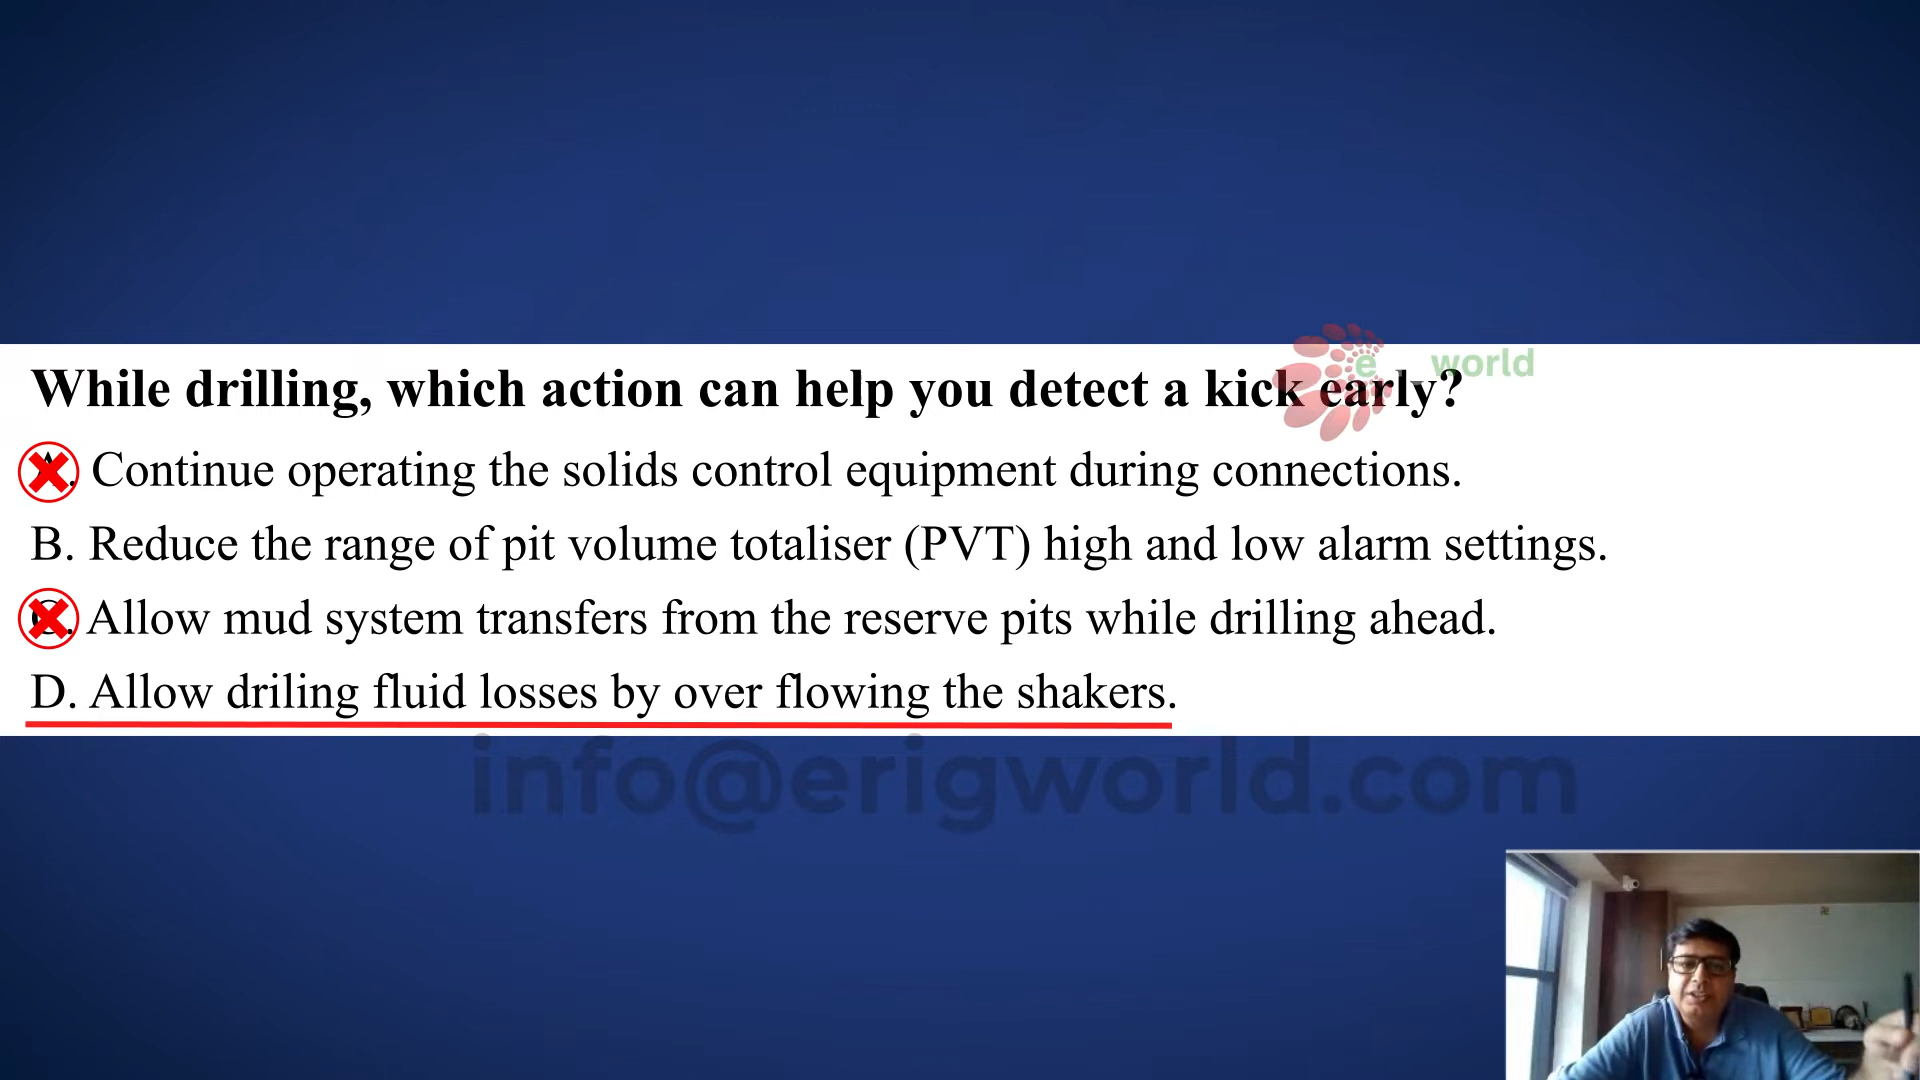 e world
While drilling, which action can help you detect a kick early?
A. Continue operating the solids control equipment during connections.
B. Reduce the range of pit volume totaliser (PVT) high and low alarm settings.
C. Allow mud system transfers from the reserve pits while drilling ahead.
D. Allow driling fluid losses by over flowing the shakers.
info@erigworld.com